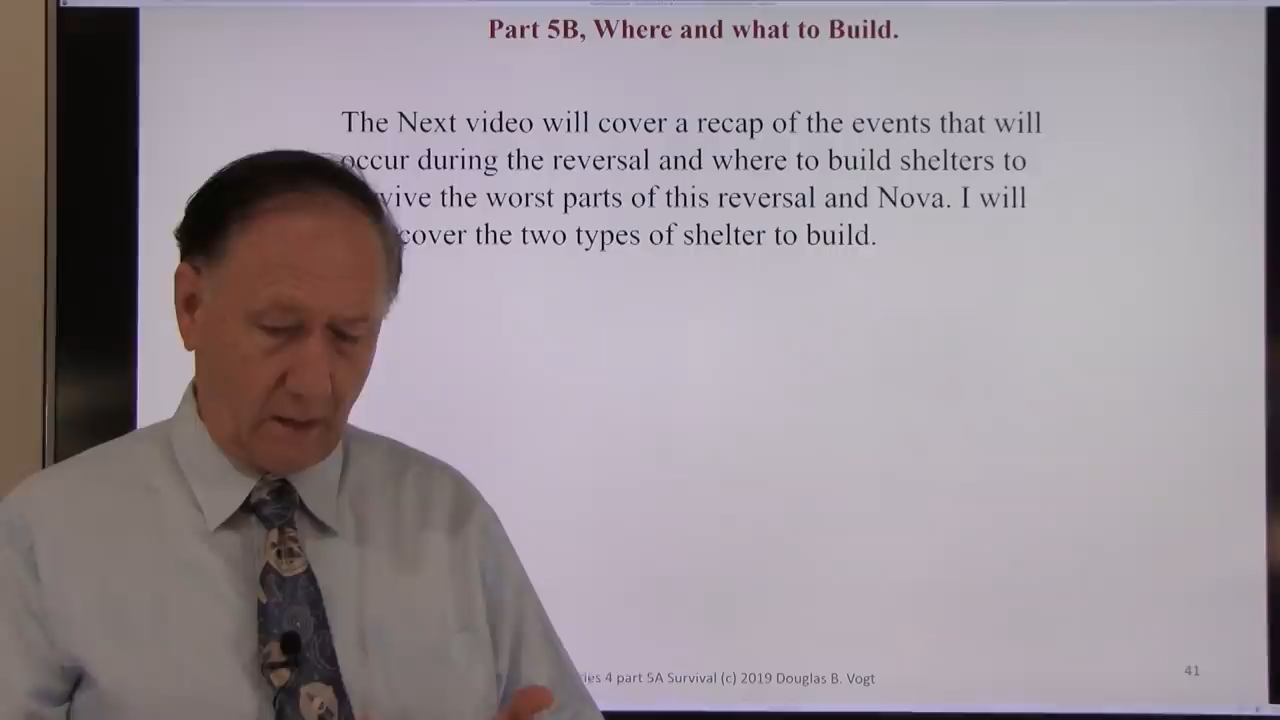 Part 5B, Where and what to Build.
The Next video will cover a recap of the events that will
occur during the reversal and where to build shelters to
the worst parts of this reversal and Nova. I will
cover the two types of shelter to build.
4 part 5A Survival (c) 2019 Douglas B. Vogt
41